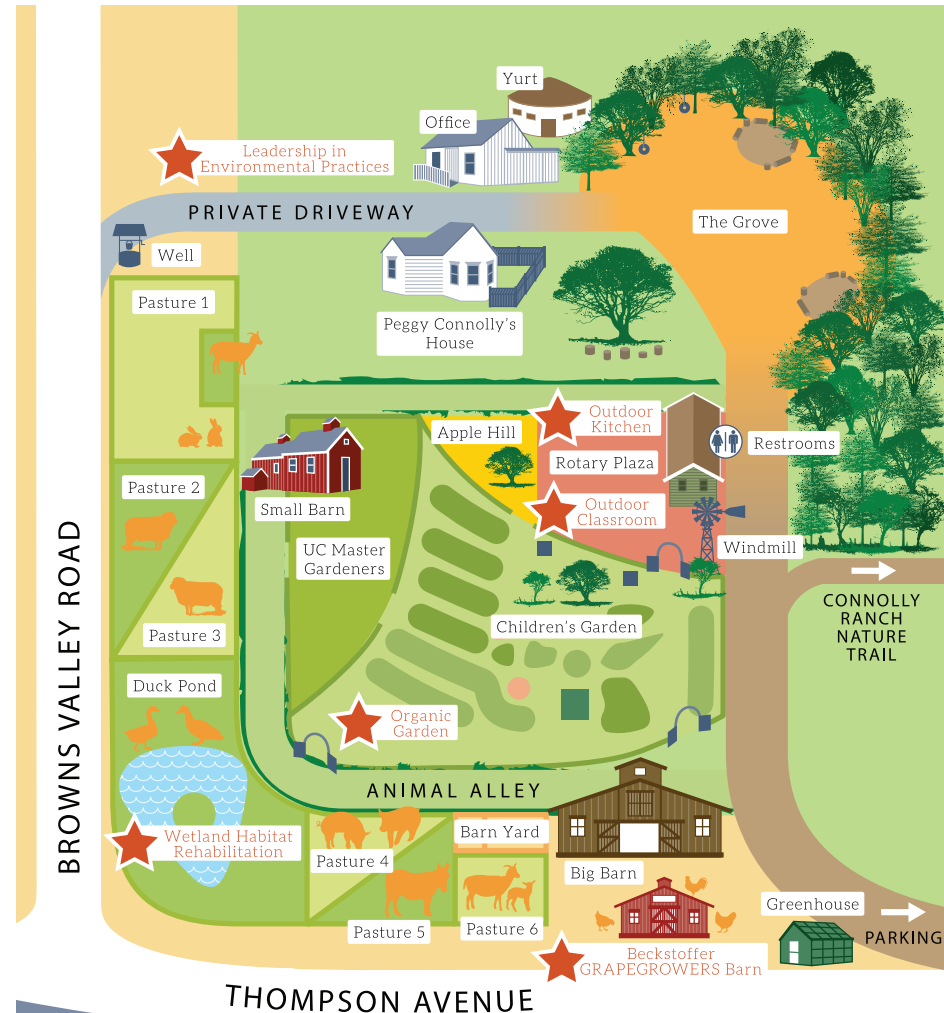 Yurt
Office
Leadership in
Environmental Practices
PRIVATE DRIVEWAY
The Grove
Well
Pasture 1
Peggy Connolly's
House
Outdoor
Kitchen
Apple Hill
Restrooms
Rotary Plaza
Pasture 2
Small Barn
Outdoor
Classroom
UC Master
Gardeners
Windmill
CONNOLLY
RANCH
NATURE
TRAIL
Pasture 3
Children's Garden
BROWNS VALLEY ROAD
Duck Pond
Organic
Garden
ANIMAL ALLEY
Wetland Habitat
Rehabilitation
Barn Yard
Pasture 4
Big Barn
Greenhouse
Pasture 5
Pasture 6
PARKING
Beckstoffer
GRAPEGROWERS Barn
THOMPSON AVENUE